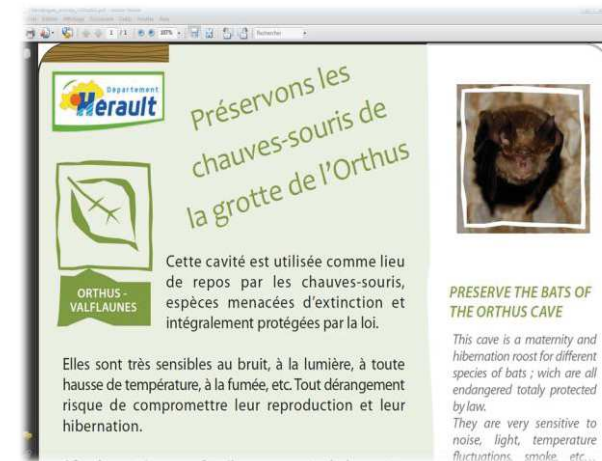 1 / 1
Rechercher
Département
Hérault
Préservons les
chauves-souris de
la grotte de l'Orthus
ORTHUS -
VALFLAUNES
Cette cavité est utilisée comme lieu
de repos par les chauves-souris,
espèces menacées d'extinction et
intégralement protégées par la loi.
Elles sont très sensibles au bruit, à la lumière, à toute
hausse de température, à la fumée, etc. Tout dérangement
risque de compromettre leur reproduction et leur
hibernation.
PRESERVE THE BATS OF
THE ORTHUS CAVE
This cave is a maternity and
hibernation roost for different
species of bats ; wich are all
endangered totaly protected
by law.
They are very sensitive to
noise, light, temperature
fluctuations, smoke, etc...